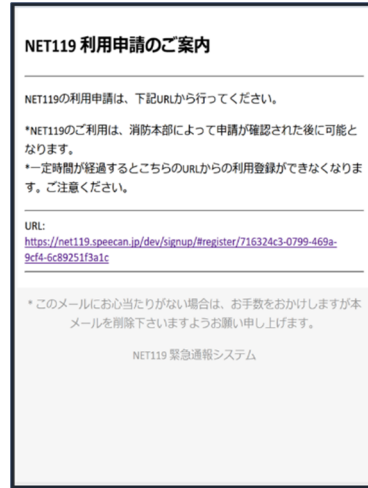 NET119 利用申請のご案内
NET119の利用申請は、下記URLから行ってください。
*NET119のご利用は、消防本部によって申請が確認された後に可能と
なります。
*一定時間が経過するとこちらのURLからの利用登録ができなくなりま
す。ご注意ください。
URL:
https://net119.speecan.jp/dev/signup/#register/716324c3-0799-469a-
9cf4-6c89251f3a1c
* このメールにお心当たりがない場合は、お手数をおかけしますが本
メールを削除下さいますようお願い申し上げます。
NET119 緊急通報システム